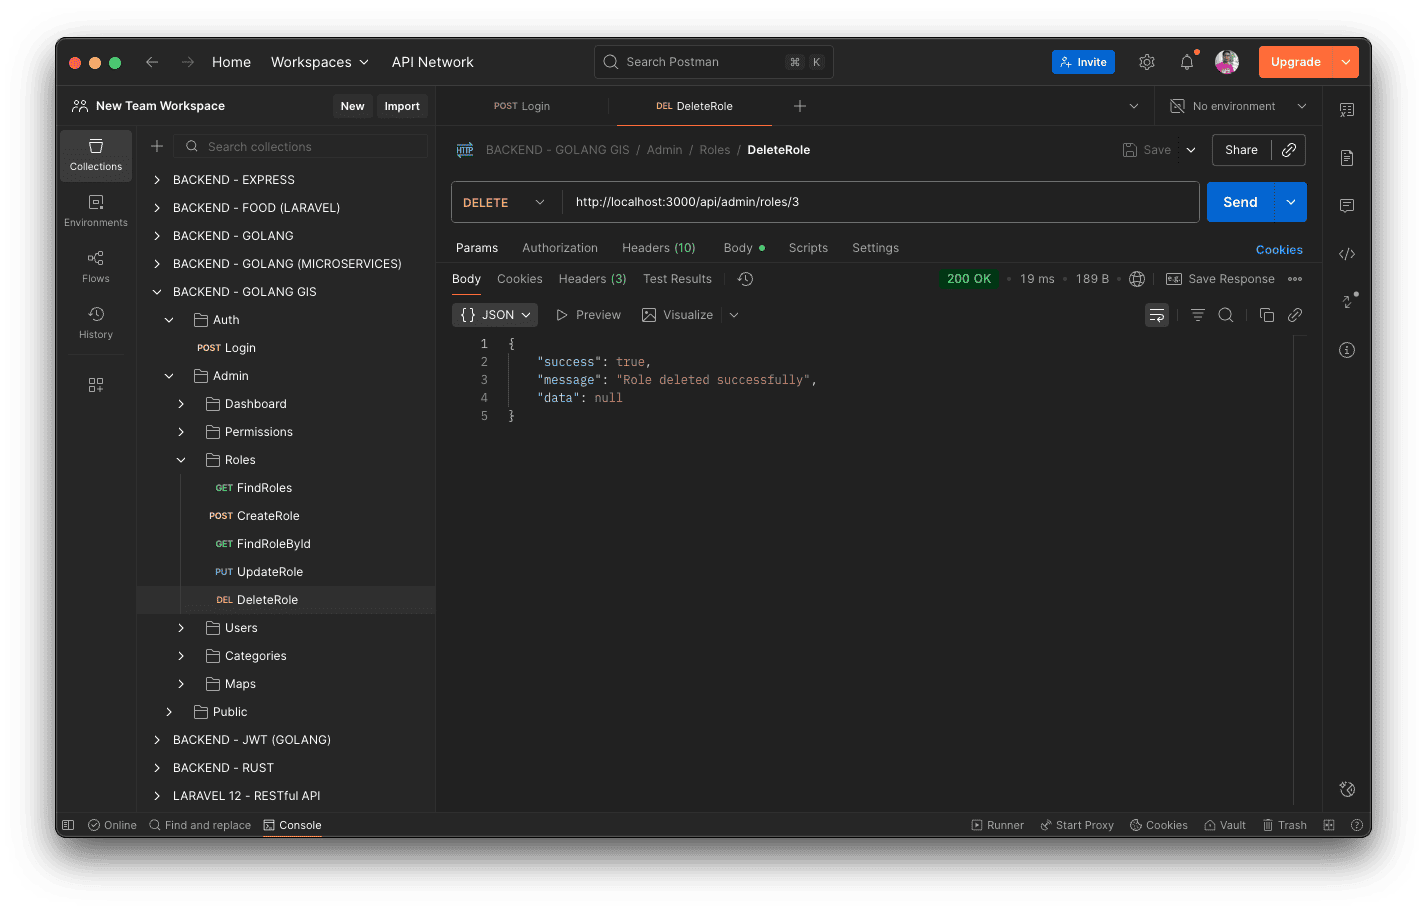 Home
Workspaces
API Network
Search Postman
⌘ K
Invite
Upgrade
New Team Workspace
New
Import
POST Login
DEL DeleteRole
No environment
Collections
Environments
Flows
History
Search collections
BACKEND - EXPRESS
BACKEND - FOOD (LARAVEL)
BACKEND - GOLANG
BACKEND - GOLANG (MICROSERVICES)
BACKEND - GOLANG GIS
Auth
POST Login
Admin
Dashboard
Permissions
Roles
GET FindRoles
POST CreateRole
GET FindRoleById
PUT UpdateRole
DEL DeleteRole
Users
Categories
Maps
Public
BACKEND - JWT (GOLANG)
BACKEND - RUST
LARAVEL 12 - RESTful API
HTTP BACKEND - GOLANG GIS / Admin / Roles / DeleteRole
Save
Share
DELETE
http://localhost:3000/api/admin/roles/3
Send
Params Authorization Headers (10) Body Scripts Settings
Cookies
Body Cookies Headers (3) Test Results
200 OK • 19 ms • 189 B •
e.g. Save Response
{} JSON
Preview
Visualize
1 {
2 "success": true,
3 "message": "Role deleted successfully",
4 "data": null
5 }
Online
Find and replace
Console
Runner
Start Proxy
Cookies
Vault
Trash